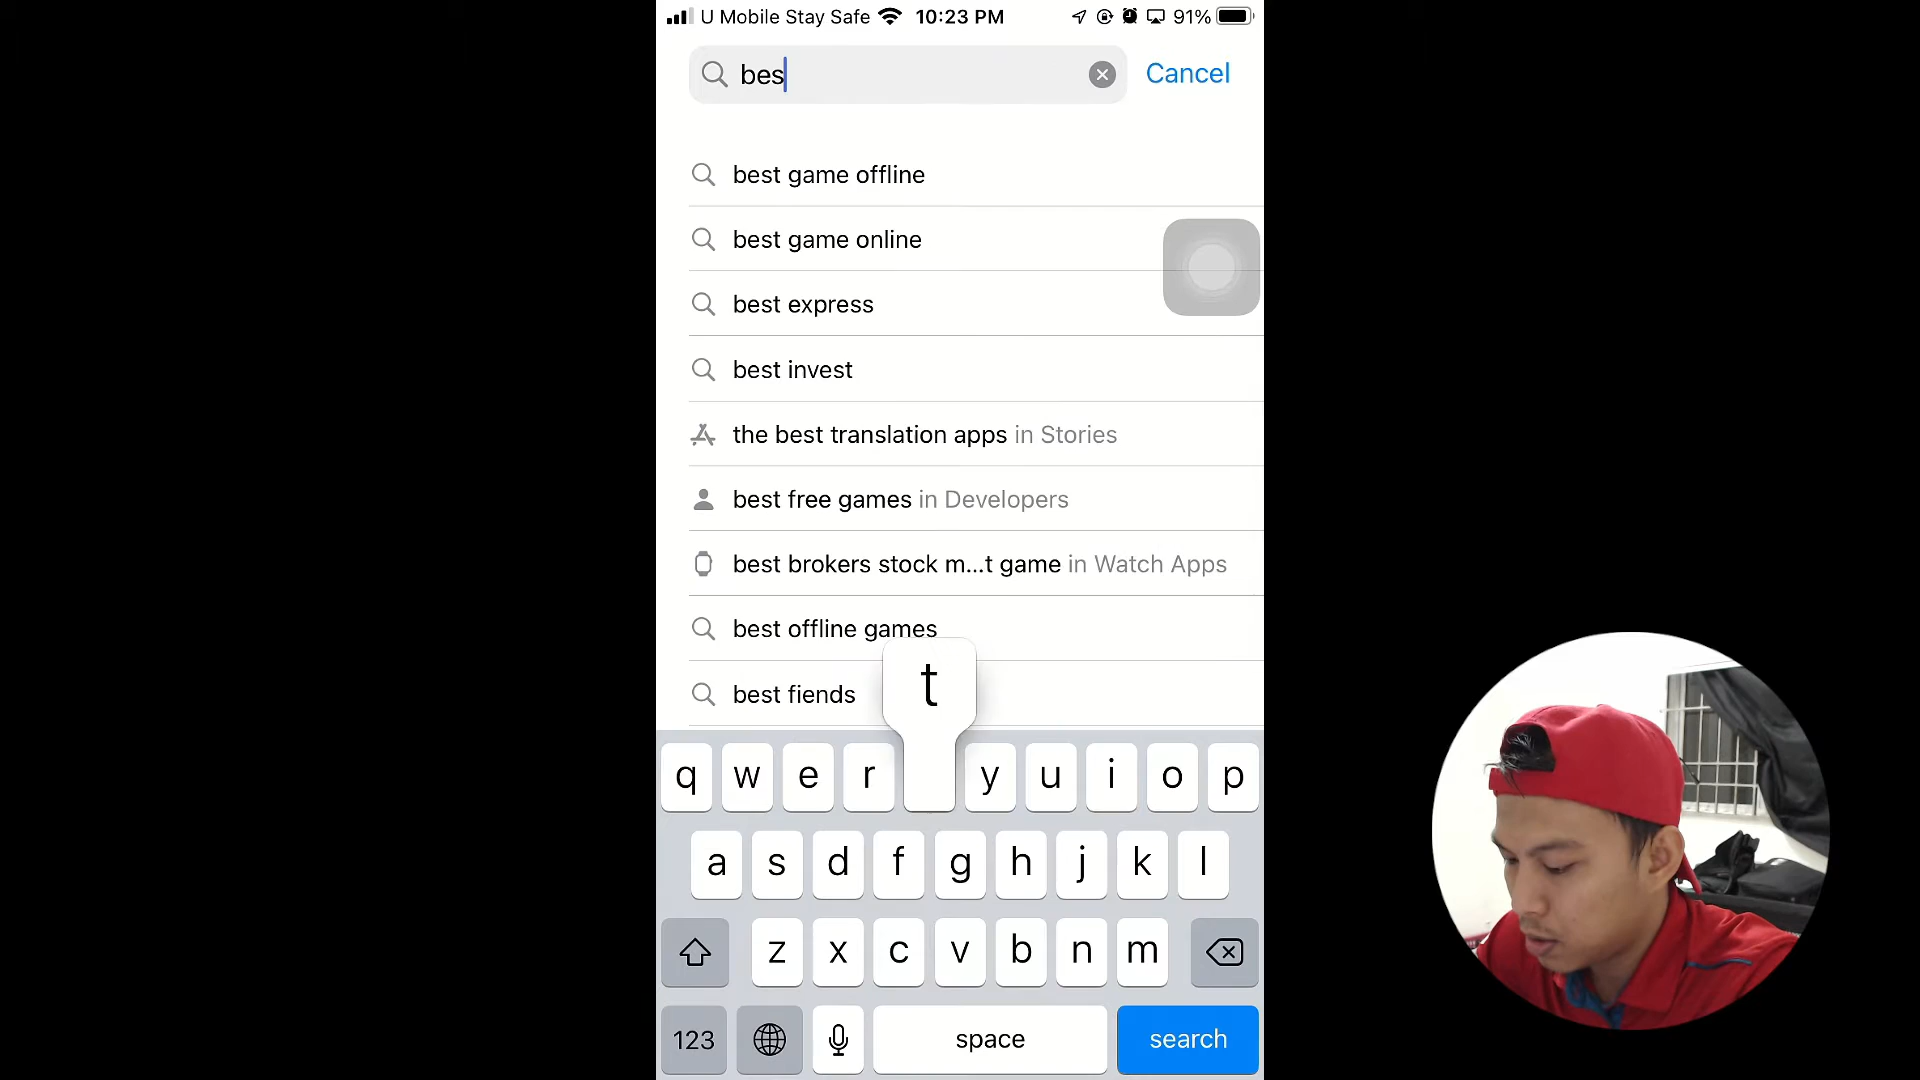 U Mobile Stay Safe 10:23 PM 91%
bes Cancel
best game offline
best game online
best express
best invest
the best translation apps in Stories
best free games in Developers
best brokers stock m...t game in Watch Apps
best offline games
best fiends
t
q w e r y u i o p
a s d f g h j k l
z x c v b n m
123 space search